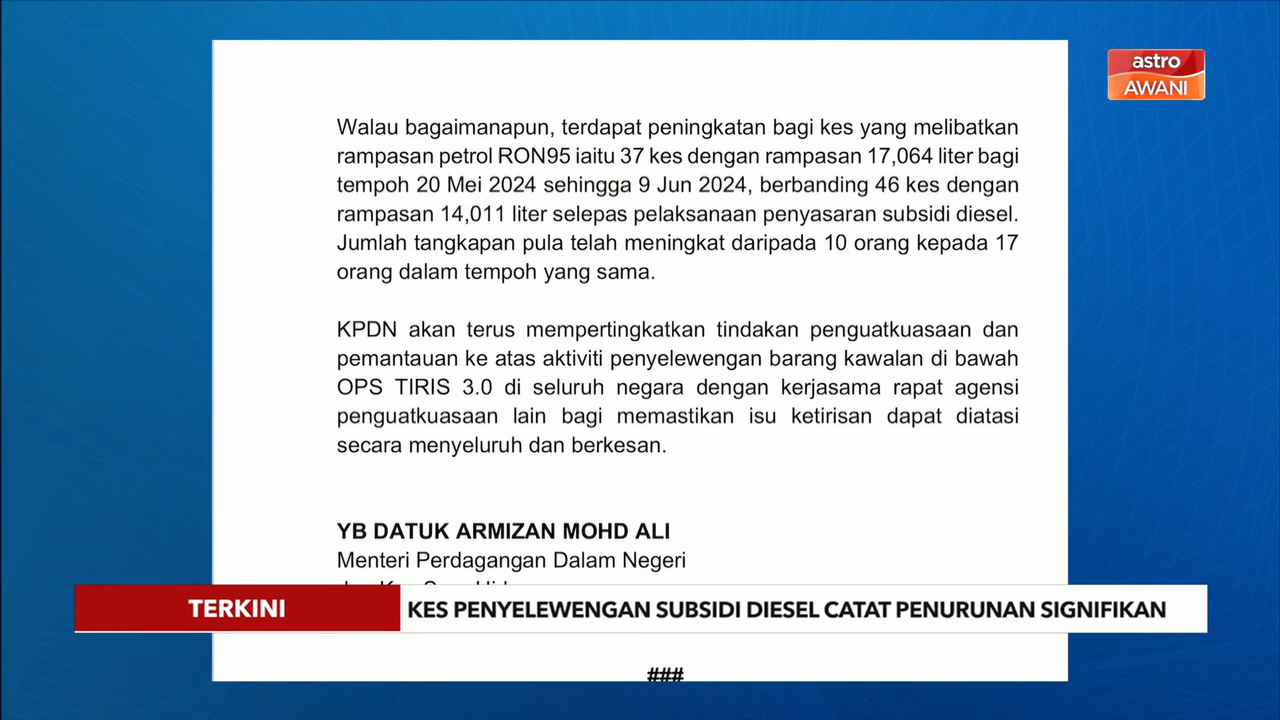 astro
AWANI
Walau bagaimanapun, terdapat peningkatan bagi kes yang melibatkan
rampasan petrol RON95 iaitu 37 kes dengan rampasan 17,064 liter bagi
tempoh 20 Mei 2024 sehingga 9 Jun 2024, berbanding 46 kes dengan
rampasan 14,011 liter selepas pelaksanaan penyasaran subsidi diesel.
Jumlah tangkapan pula telah meningkat daripada 10 orang kepada 17
orang dalam tempoh yang sama.
KPDN akan terus mempertingkatkan tindakan penguatkuasaan dan
pemantauan ke atas aktiviti penyelewengan barang kawalan di bawah
OPS TIRIS 3.0 di seluruh negara dengan kerjasama rapat agensi
penguatkuasaan lain bagi memastikan isu ketirisan dapat diatasi
secara menyeluruh dan berkesan.
YB DATUK ARMIZAN MOHD ALI
Menteri Perdagangan Dalam Negeri
TERKINI
KES PENYELEWENGAN SUBSIDI DIESEL CATAT PENURUNAN SIGNIFIKAN
###